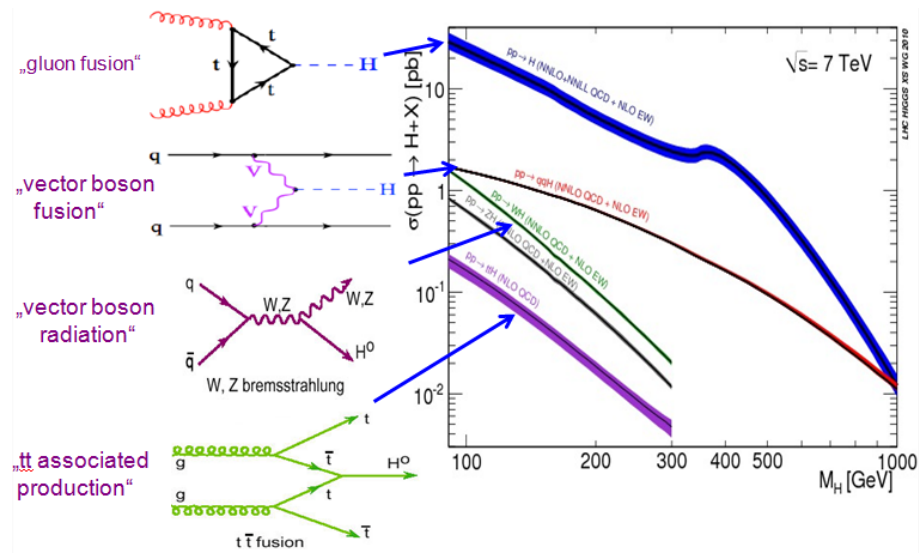 „gluon fusion“
t
t
t
H
„vector boson
fusion“
q
q
V
V
H
„vector boson
radiation“
q
q̄
W,Z
W,Z
H⁰
W, Z bremsstrahlung
„tt associated
production“
g
g
t
t̄
t
t̄
H⁰
t t̄ fusion
σ(pp → H+X) [pb]
10
1
10⁻¹
10⁻²
√s= 7 TeV
LHC HIGGS XS WG 2010
pp → H (NNLO+NNLL QCD + NLO EW)
pp → qqH (NNLO QCD + NLO EW)
pp → WH (NNLO QCD + NLO EW)
pp → ZH (NNLO QCD + NLO EW)
pp → ttH (NLO QCD)
100
200
300
400
500
1000
M_H [GeV]